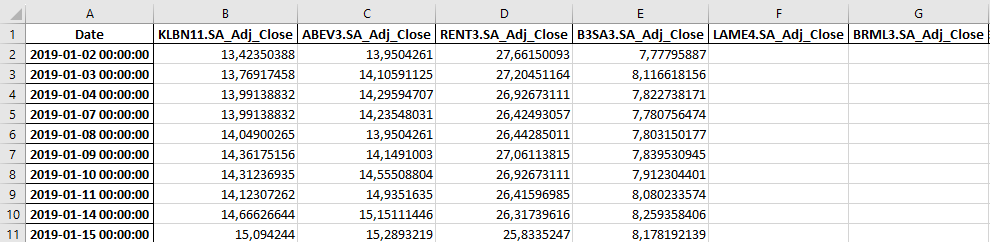 A B C D E F G
1 Date KLBN11.SA_Adj_Close ABEV3.SA_Adj_Close RENT3.SA_Adj_Close B3SA3.SA_Adj_Close LAME4.SA_Adj_Close BRML3.SA_Adj_Close
2 2019-01-02 00:00:00 13,42350388 13,9504261 27,66150093 7,77795887
3 2019-01-03 00:00:00 13,76917458 14,10591125 27,20451164 8,116618156
4 2019-01-04 00:00:00 13,99138832 14,29594707 26,92673111 7,822738171
5 2019-01-07 00:00:00 13,99138832 14,23548031 26,42493057 7,780756474
6 2019-01-08 00:00:00 14,04900265 13,9504261 26,44285011 7,803150177
7 2019-01-09 00:00:00 14,36175156 14,1491003 27,06113815 7,839530945
8 2019-01-10 00:00:00 14,31236935 14,55508804 26,92673111 7,912304401
9 2019-01-11 00:00:00 14,12307262 14,9351635 26,41596985 8,080233574
10 2019-01-14 00:00:00 14,66626644 15,15111446 26,31739616 8,259358406
11 2019-01-15 00:00:00 15,094244 15,2893219 25,8335247 8,178192139